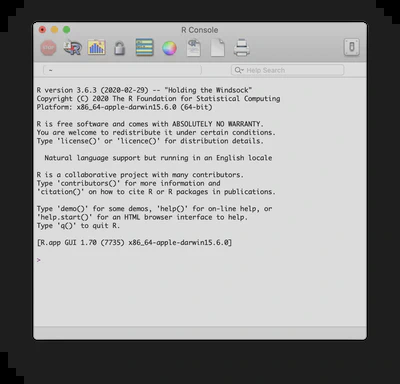 R Console
Help Search
R version 3.6.3 (2020-02-29) -- "Holding the Windsock"
Copyright (C) 2020 The R Foundation for Statistical Computing
Platform: x86_64-apple-darwin15.6.0 (64-bit)
R is free software and comes with ABSOLUTELY NO WARRANTY.
You are welcome to redistribute it under certain conditions.
Type 'license()' or 'licence()' for distribution details.
Natural language support but running in an English locale
R is a collaborative project with many contributors.
Type 'contributors()' for more information and
'citation()' on how to cite R or R packages in publications.
Type 'demo()' for some demos, 'help()' for on-line help, or
'help.start()' for an HTML browser interface to help.
Type 'q()' to quit R.
[R.app GUI 1.70 (7735) x86_64-apple-darwin15.6.0]
>